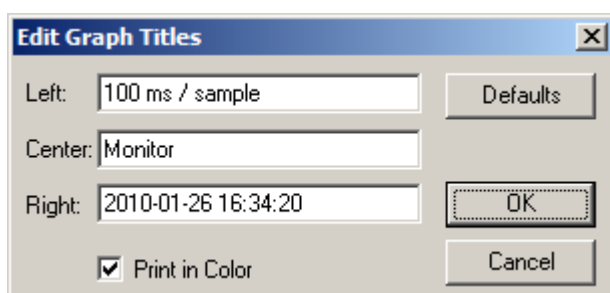 Edit Graph Titles
Left: 100 ms / sample Defaults
Center: Monitor
Right: 2010-01-26 16:34:20 OK
Print in Color Cancel